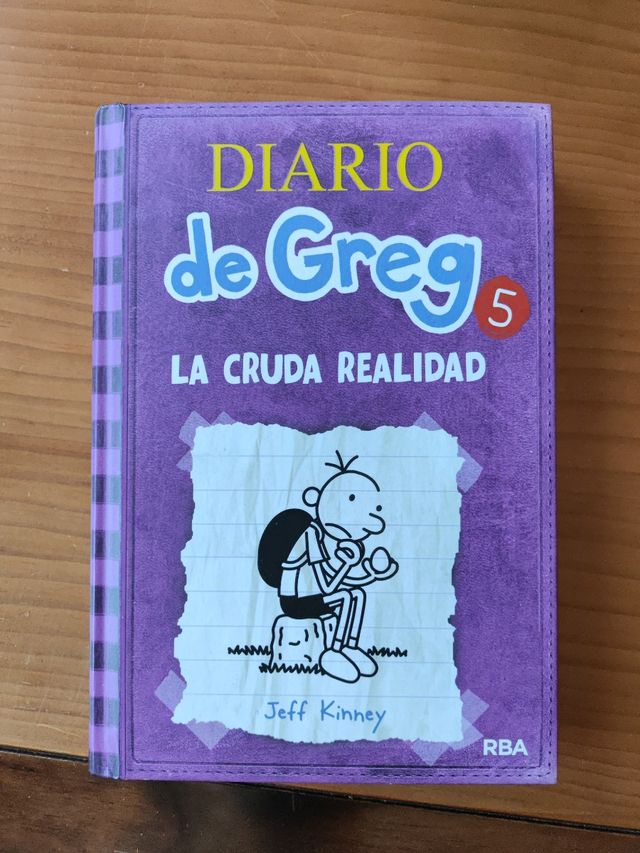 DIARIO
de Greg 5
LA CRUDA REALIDAD
Jeff Kinney
RBA